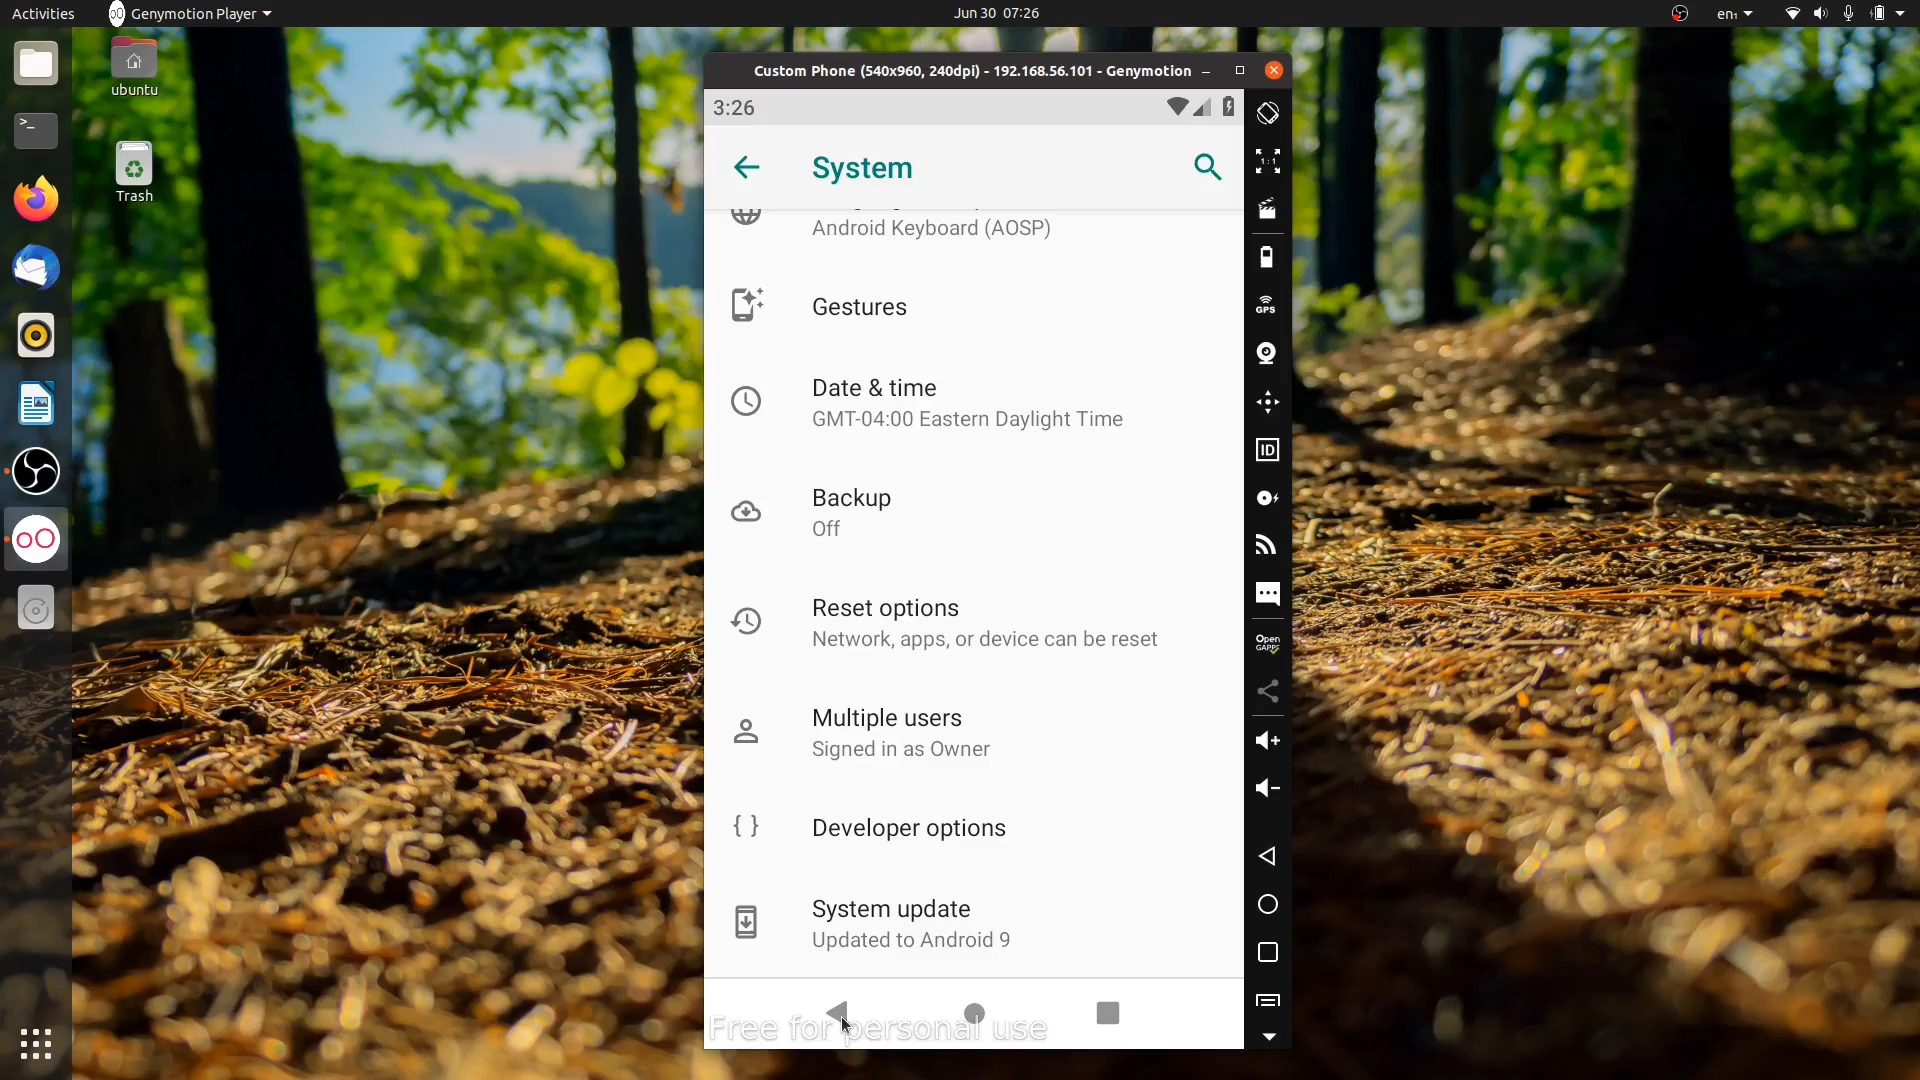 Activities
Genymotion Player
Jun 30 07:26
en₁
ubuntu
Trash
>_
Custom Phone (540x960, 240dpi) - 192.168.56.101 - Genymotion
3:26
System
Android Keyboard (AOSP)
Gestures
Date & time
GMT-04:00 Eastern Daylight Time
Backup
Off
Reset options
Network, apps, or device can be reset
Multiple users
Signed in as Owner
{ }
Developer options
System update
Updated to Android 9
Free for personal use
1:1
GPS
ID
Open
GAPPS